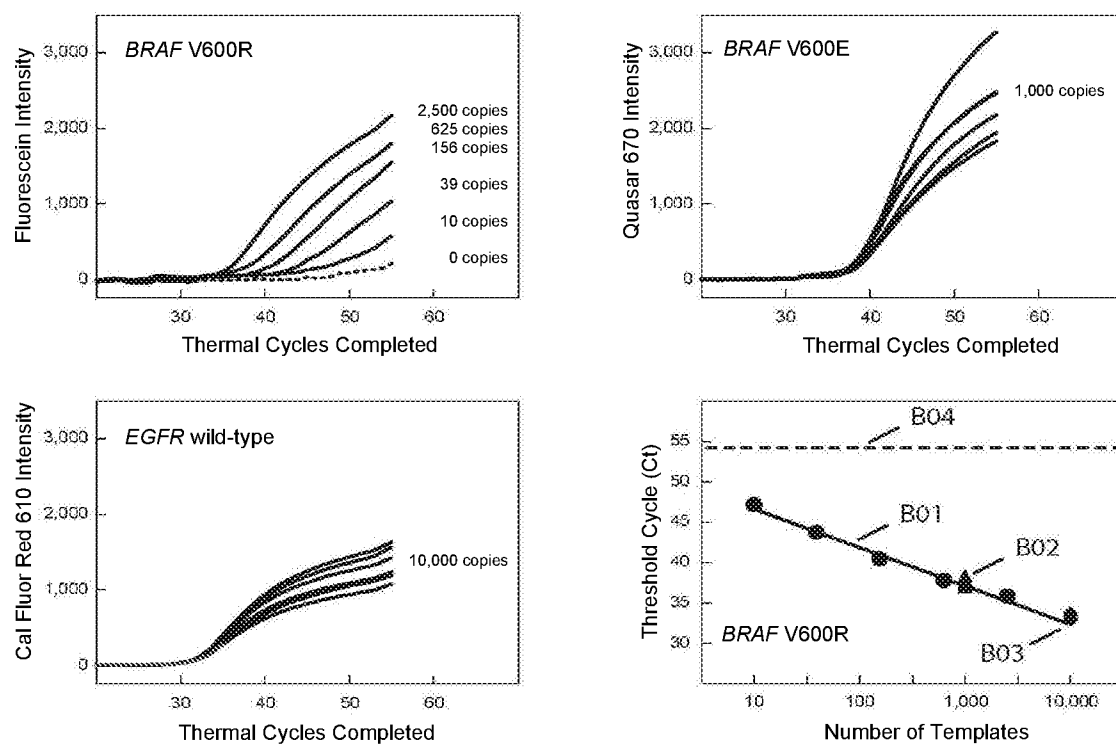 BRAF V600R
Fluorescein Intensity
3,000
2,000
1,000
0
2,500 copies
625 copies
156 copies
39 copies
10 copies
0 copies
30 40 50 60
Thermal Cycles Completed
BRAF V600E
Quasar 670 Intensity
3,000
2,000
1,000
0
1,000 copies
30 40 50 60
Thermal Cycles Completed
EGFR wild-type
Cal Fluor Red 610 Intensity
3,000
2,000
1,000
0
10,000 copies
30 40 50 60
Thermal Cycles Completed
B04
Threshold Cycle (Ct)
55
50
45
40
35
30
B01
B02
B03
BRAF V600R
10 100 1,000 10,000
Number of Templates